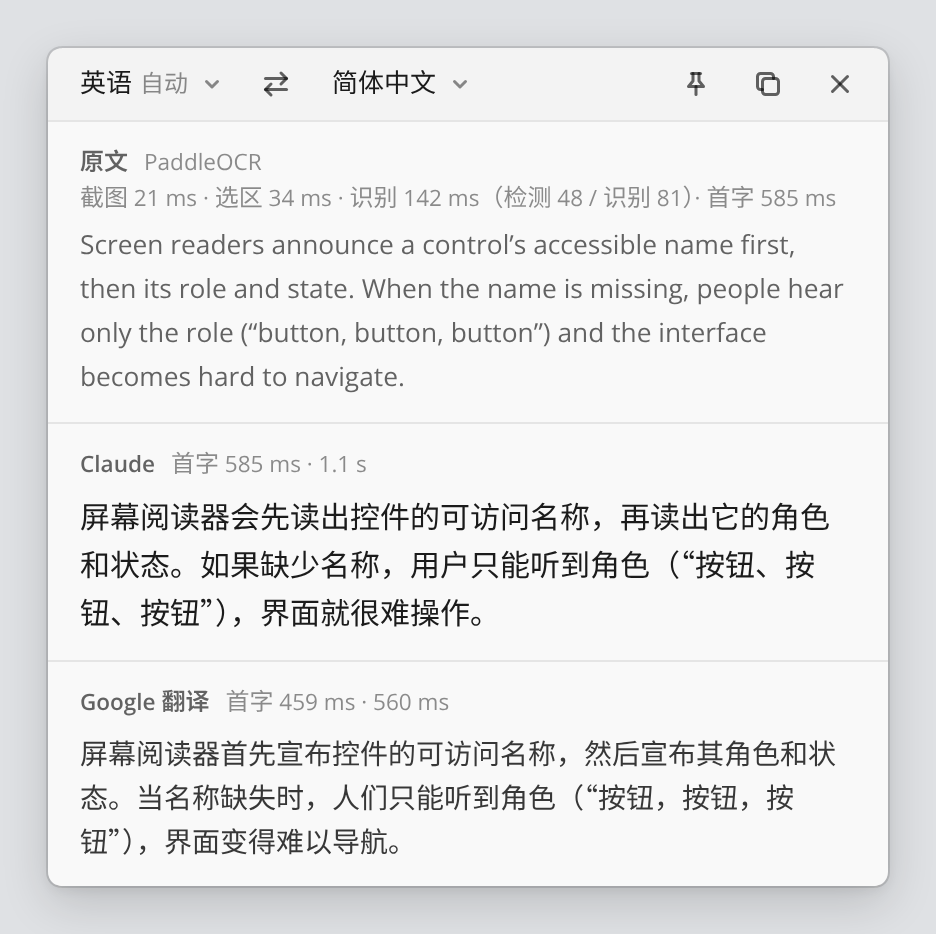 英语 自动 简体中文
原文 PaddleOCR
截图 21 ms · 选区 34 ms · 识别 142 ms（检测 48 / 识别 81）· 首字 585 ms
Screen readers announce a control’s accessible name first,
then its role and state. When the name is missing, people hear
only the role (“button, button, button”) and the interface
becomes hard to navigate.
Claude 首字 585 ms · 1.1 s
屏幕阅读器会先读出控件的可访问名称，再读出它的角色
和状态。如果缺少名称，用户只能听到角色（“按钮、按
钮、按钮”），界面就很难操作。
Google 翻译 首字 459 ms · 560 ms
屏幕阅读器首先宣布控件的可访问名称，然后宣布其角色和状
态。当名称缺失时，人们只能听到角色（“按钮，按钮，按
钮”），界面变得难以导航。